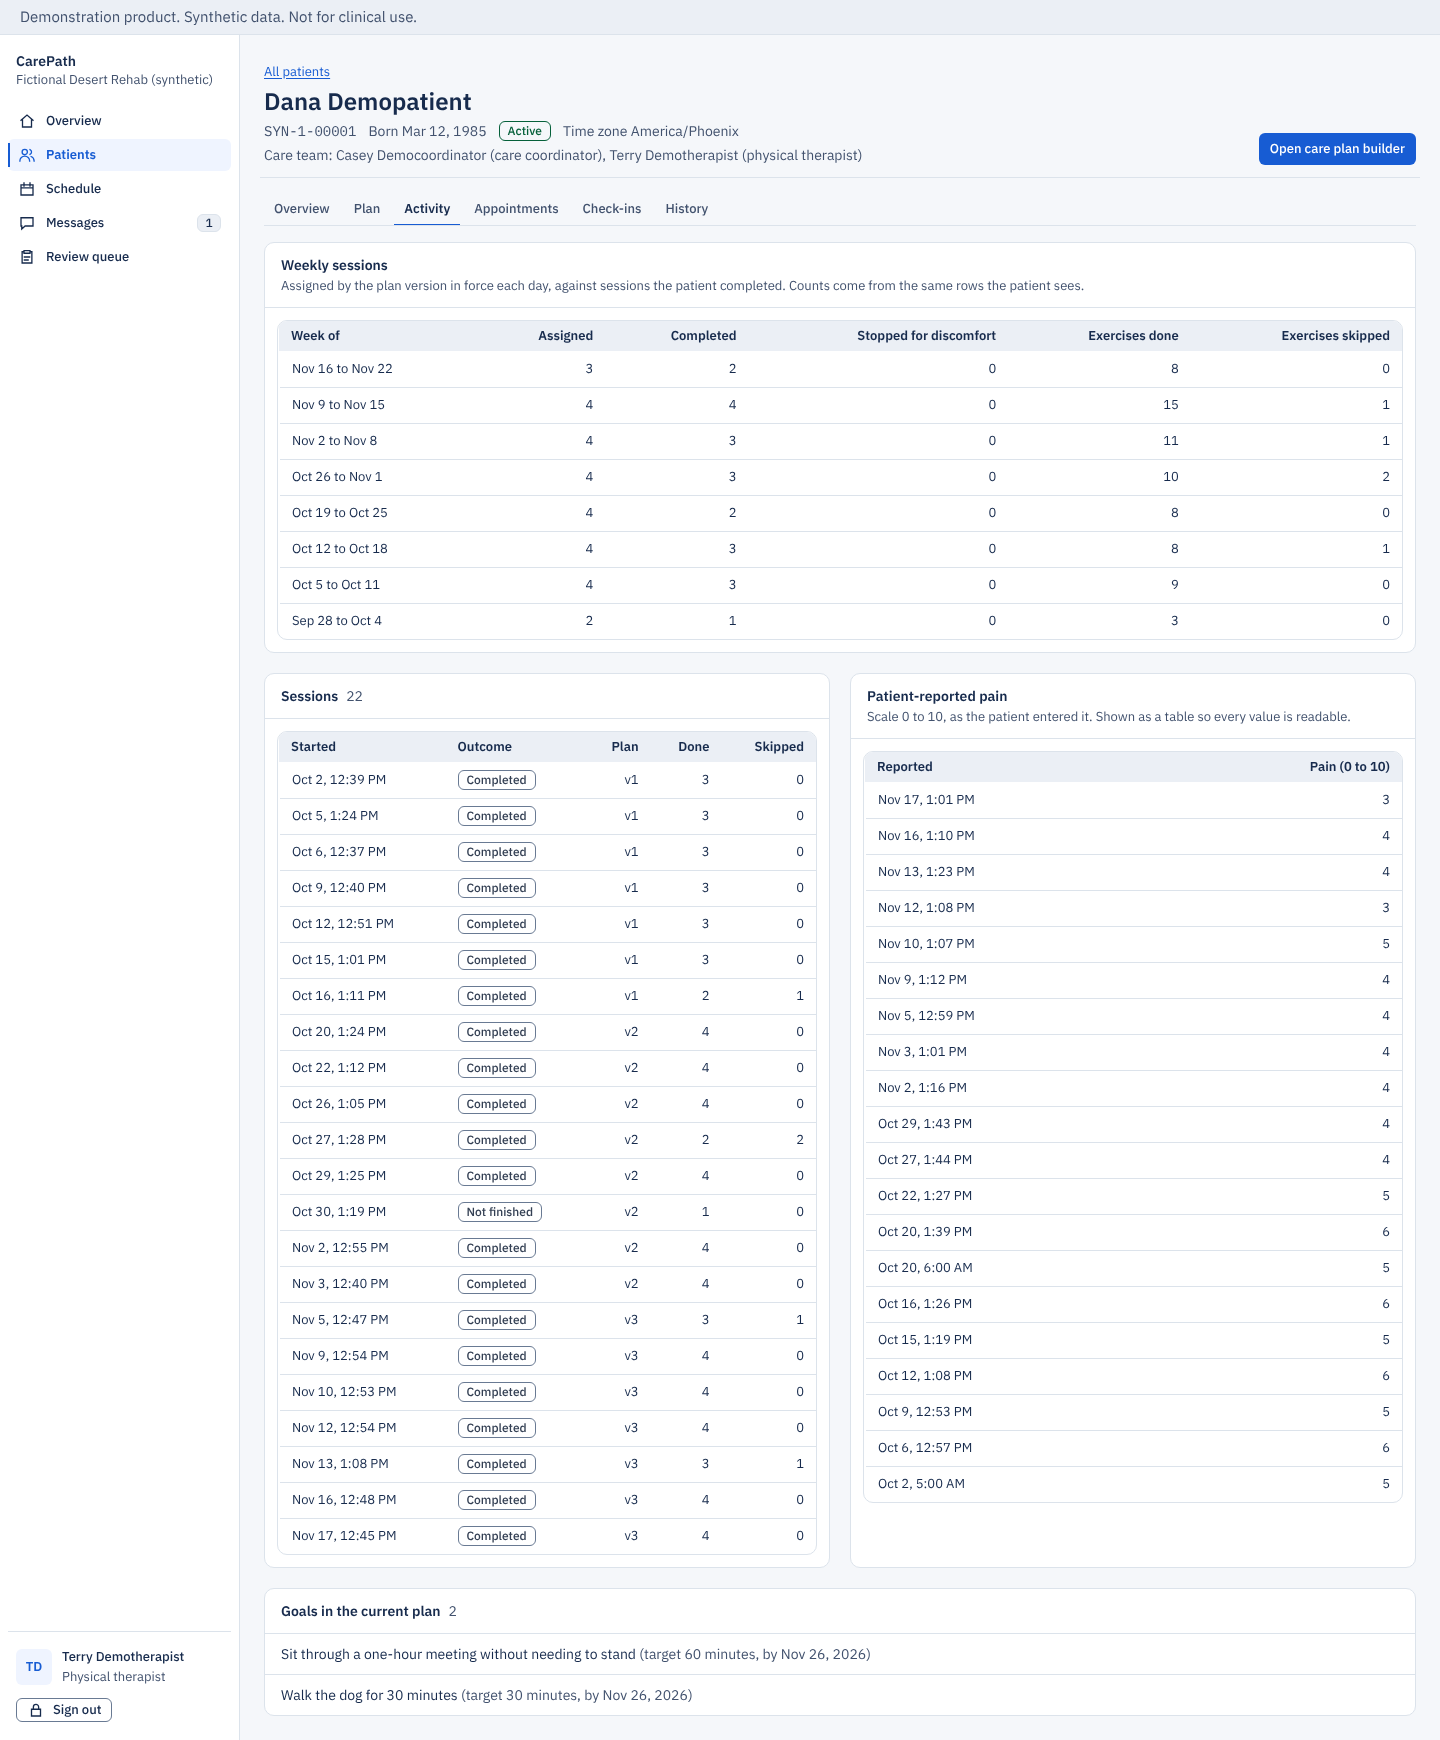 Demonstration product. Synthetic data. Not for clinical use.
CarePath
Fictional Desert Rehab (synthetic)
Overview
Patients
Schedule
Messages 1
Review queue
All patients
Dana Demopatient
SYN-1-00001 Born Mar 12, 1985 Active Time zone America/Phoenix
Care team: Casey Democoordinator (care coordinator), Terry Demotherapist (physical therapist)
Open care plan builder
Overview Plan Activity Appointments Check-ins History
Weekly sessions
Assigned by the plan version in force each day, against sessions the patient completed. Counts come from the same rows the patient sees.
Week of Assigned Completed Stopped for discomfort Exercises done Exercises skipped
Nov 16 to Nov 22 3 2 0 8 0
Nov 9 to Nov 15 4 4 0 15 1
Nov 2 to Nov 8 4 3 0 11 1
Oct 26 to Nov 1 4 3 0 10 2
Oct 19 to Oct 25 4 2 0 8 0
Oct 12 to Oct 18 4 3 0 8 1
Oct 5 to Oct 11 4 3 0 9 0
Sep 28 to Oct 4 2 1 0 3 0
Sessions 22
Started Outcome Plan Done Skipped
Oct 2, 12:39 PM Completed v1 3 0
Oct 5, 1:24 PM Completed v1 3 0
Oct 6, 12:37 PM Completed v1 3 0
Oct 9, 12:40 PM Completed v1 3 0
Oct 12, 12:51 PM Completed v1 3 0
Oct 15, 1:01 PM Completed v1 3 0
Oct 16, 1:11 PM Completed v1 2 1
Oct 20, 1:24 PM Completed v2 4 0
Oct 22, 1:12 PM Completed v2 4 0
Oct 26, 1:05 PM Completed v2 4 0
Oct 27, 1:28 PM Completed v2 2 2
Oct 29, 1:25 PM Completed v2 4 0
Oct 30, 1:19 PM Not finished v2 1 0
Nov 2, 12:55 PM Completed v2 4 0
Nov 3, 12:40 PM Completed v2 4 0
Nov 5, 12:47 PM Completed v3 3 1
Nov 9, 12:54 PM Completed v3 4 0
Nov 10, 12:53 PM Completed v3 4 0
Nov 12, 12:54 PM Completed v3 4 0
Nov 13, 1:08 PM Completed v3 3 1
Nov 16, 12:48 PM Completed v3 4 0
Nov 17, 12:45 PM Completed v3 4 0
Patient-reported pain
Scale 0 to 10, as the patient entered it. Shown as a table so every value is readable.
Reported Pain (0 to 10)
Nov 17, 1:01 PM 3
Nov 16, 1:10 PM 4
Nov 13, 1:23 PM 4
Nov 12, 1:08 PM 3
Nov 10, 1:07 PM 5
Nov 9, 1:12 PM 4
Nov 5, 12:59 PM 4
Nov 3, 1:01 PM 4
Nov 2, 1:16 PM 4
Oct 29, 1:43 PM 4
Oct 27, 1:44 PM 4
Oct 22, 1:27 PM 5
Oct 20, 1:39 PM 6
Oct 20, 6:00 AM 5
Oct 16, 1:26 PM 6
Oct 15, 1:19 PM 5
Oct 12, 1:08 PM 6
Oct 9, 12:53 PM 5
Oct 6, 12:57 PM 6
Oct 2, 5:00 AM 5
Goals in the current plan 2
Sit through a one-hour meeting without needing to stand (target 60 minutes, by Nov 26, 2026)
Walk the dog for 30 minutes (target 30 minutes, by Nov 26, 2026)
TD
Terry Demotherapist
Physical therapist
Sign out